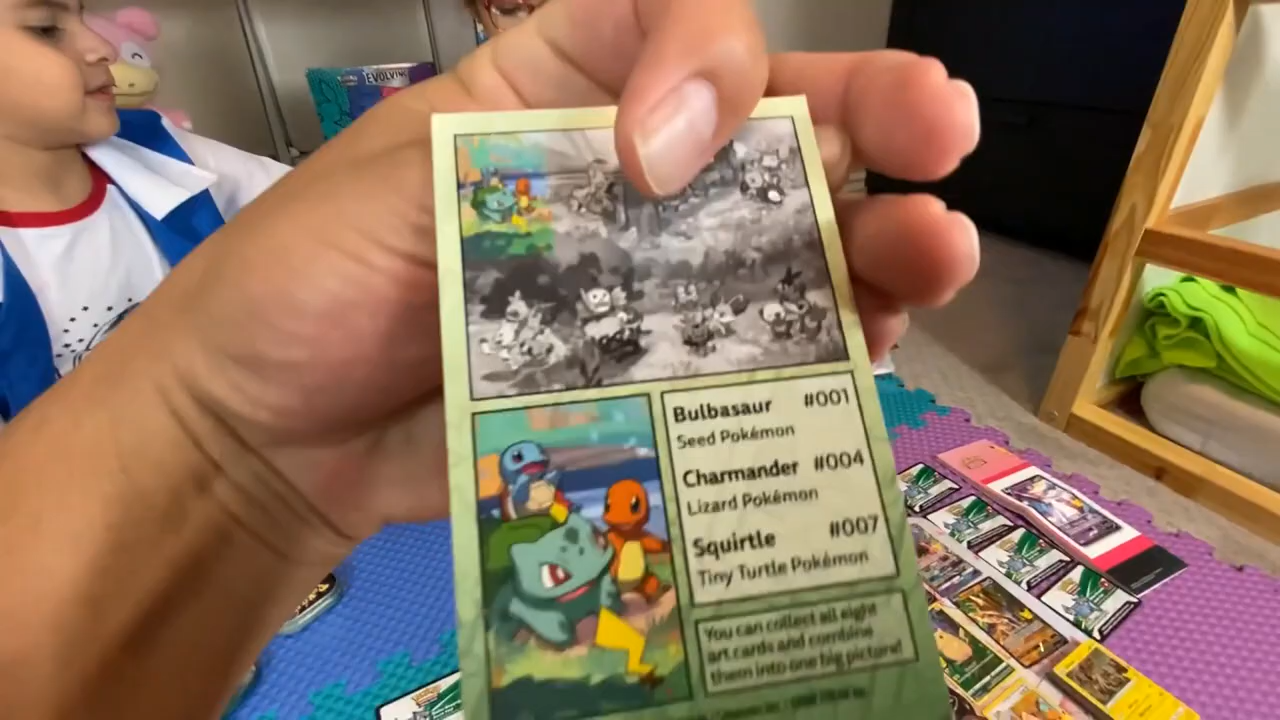 EVOLVING
Bulbasaur #001
Seed Pokémon
Charmander #004
Lizard Pokémon
Squirtle #007
Tiny Turtle Pokémon
You can collect all eight
art cards and combine
them into one big picture!